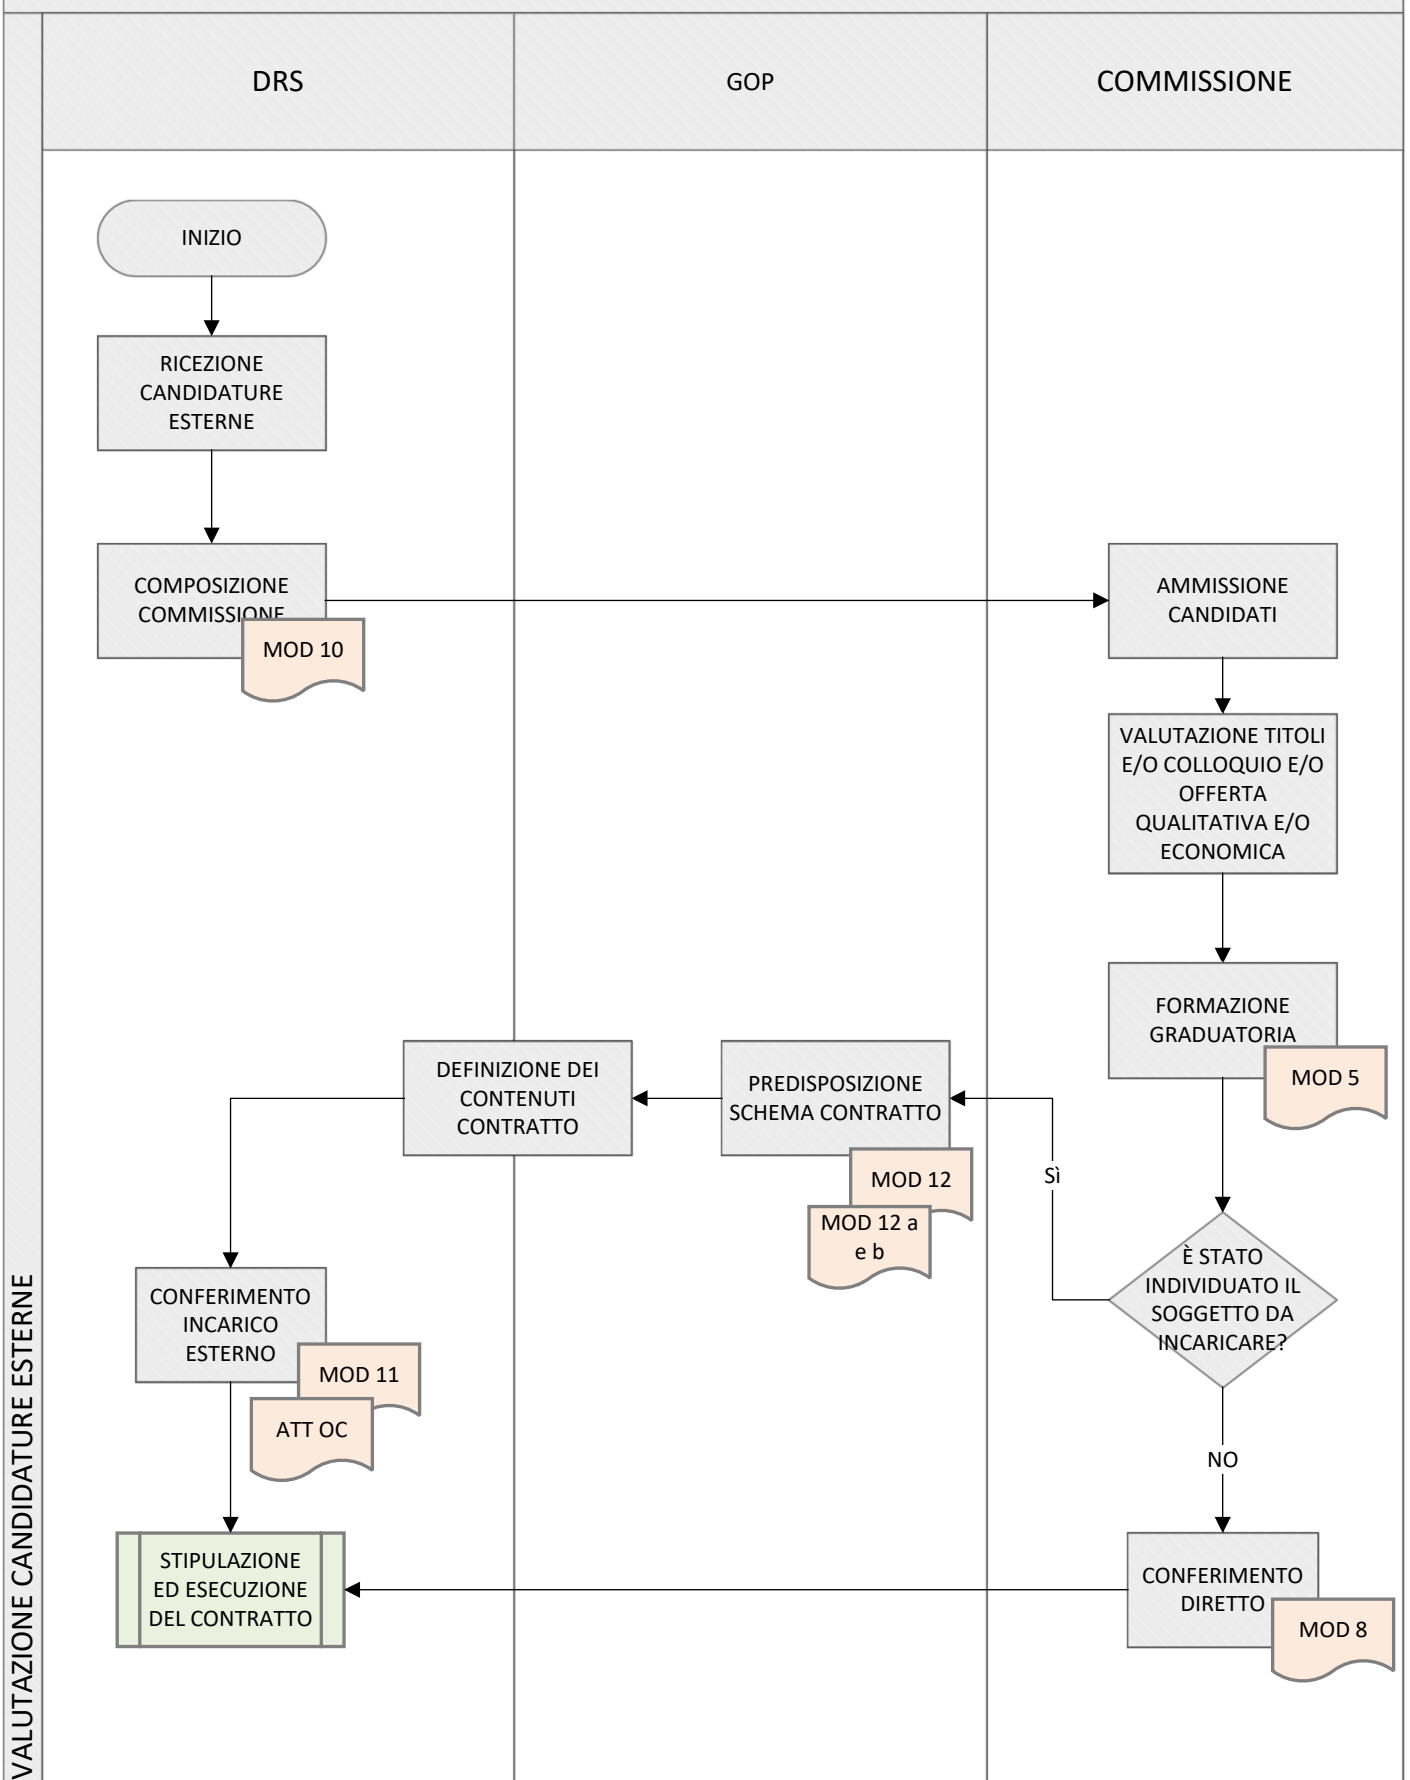 DRS
GOP
COMMISSIONE
VALUTAZIONE CANDIDATURE ESTERNE
INIZIO
RICEZIONE
CANDIDATURE
ESTERNE
COMPOSIZIONE
COMMISSIONE
MOD 10
AMMISSIONE
CANDIDATI
VALUTAZIONE TITOLI
E/O COLLOQUIO E/O
OFFERTA
QUALITATIVA E/O
ECONOMICA
FORMAZIONE
GRADUATORIA
MOD 5
DEFINIZIONE DEI
CONTENUTI
CONTRATTO
PREDISPOSIZIONE
SCHEMA CONTRATTO
MOD 12
MOD 12 a
e b
Sì
È STATO
INDIVIDUATO IL
SOGGETTO DA
INCARICARE?
CONFERIMENTO
INCARICO
ESTERNO
MOD 11
ATT OC
NO
STIPULAZIONE
ED ESECUZIONE
DEL CONTRATTO
CONFERIMENTO
DIRETTO
MOD 8